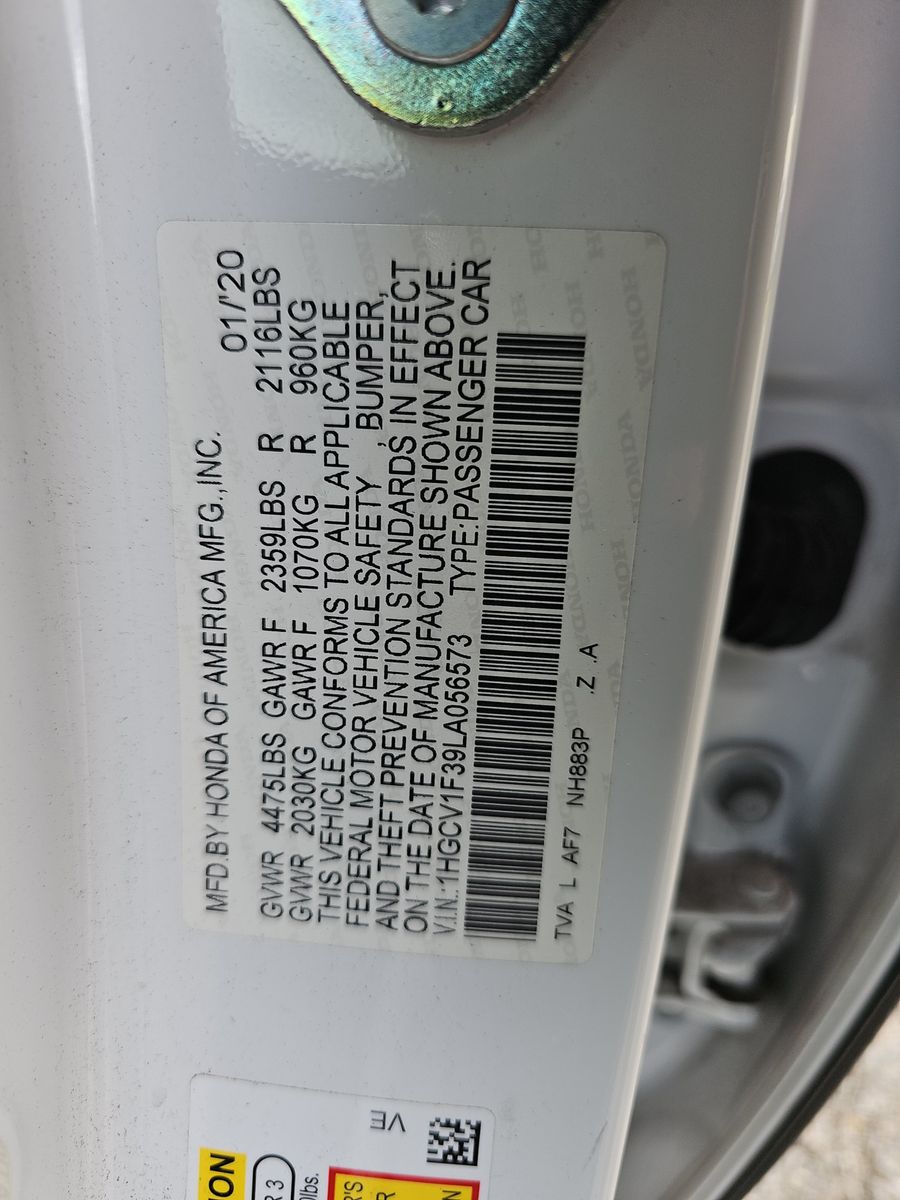 MFD.BY HONDA OF AMERICA MFG.,INC. 01/'20
GVWR 4475LBS GAWR F 2359LBS R 2116LBS
GVWR 2030KG GAWR F 1070KG R 960KG
THIS VEHICLE CONFORMS TO ALL APPLICABLE
FEDERAL MOTOR VEHICLE SAFETY , BUMPER,
AND THEFT PREVENTION STANDARDS IN EFFECT
ON THE DATE OF MANUFACTURE SHOWN ABOVE.
V.I.N.:1HGCV1F39LA056573 TYPE:PASSENGER CAR
TVA L AF7 NH883P .Z .A
HONDA
VE